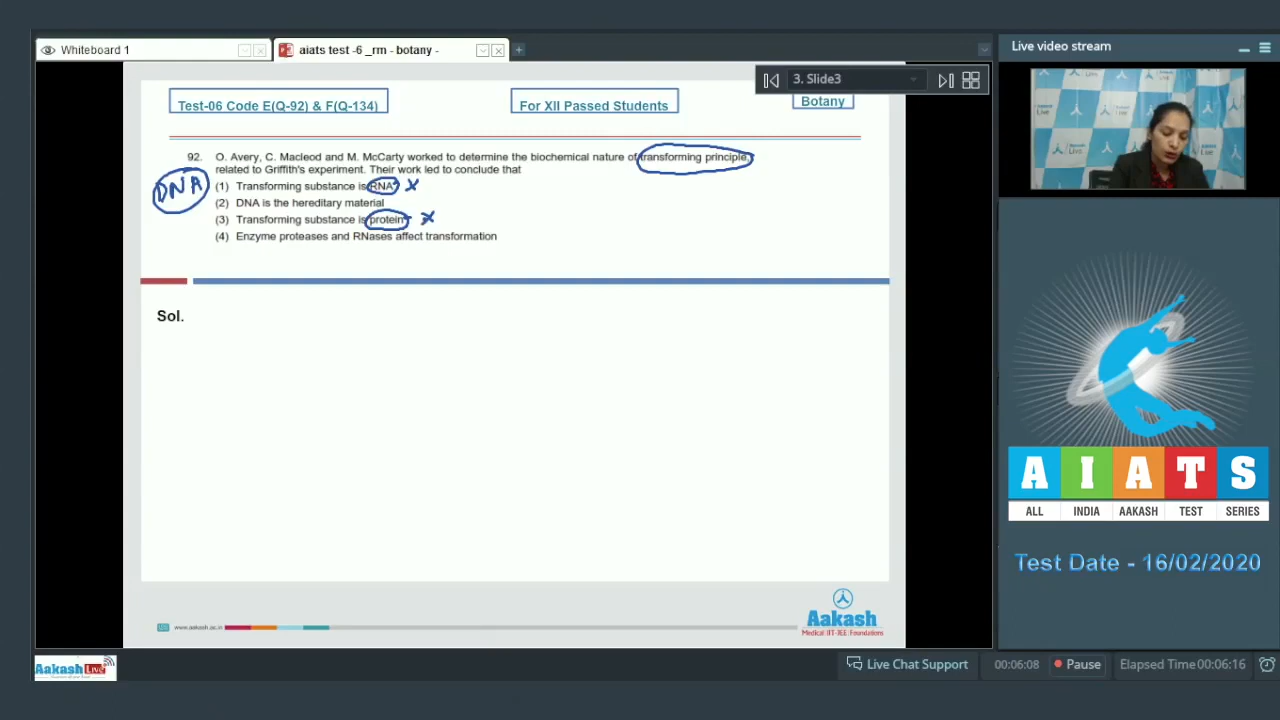 Whiteboard 1
aiats test -6 _rm - botany -
Live video stream
3. Slide3
Test-06 Code E(Q-92) & F(Q-134)
For XII Passed Students
Botany
92. O. Avery, C. Macleod and M. McCarty worked to determine the biochemical nature of transforming principle,
related to Griffith's experiment. Their work led to conclude that
DNA
(1) Transforming substance is RNA
(2) DNA is the hereditary material
(3) Transforming substance is protein
(4) Enzyme proteases and RNases affect transformation
Sol.
AIATS
ALL INDIA AAKASH TEST SERIES
Test Date - 16/02/2020
www.aakash.ac.in
Aakash
Medical|IIT-JEE|Foundations
Aakash Live
Live Chat Support
00:06:08
Pause
Elapsed Time 00:06:16